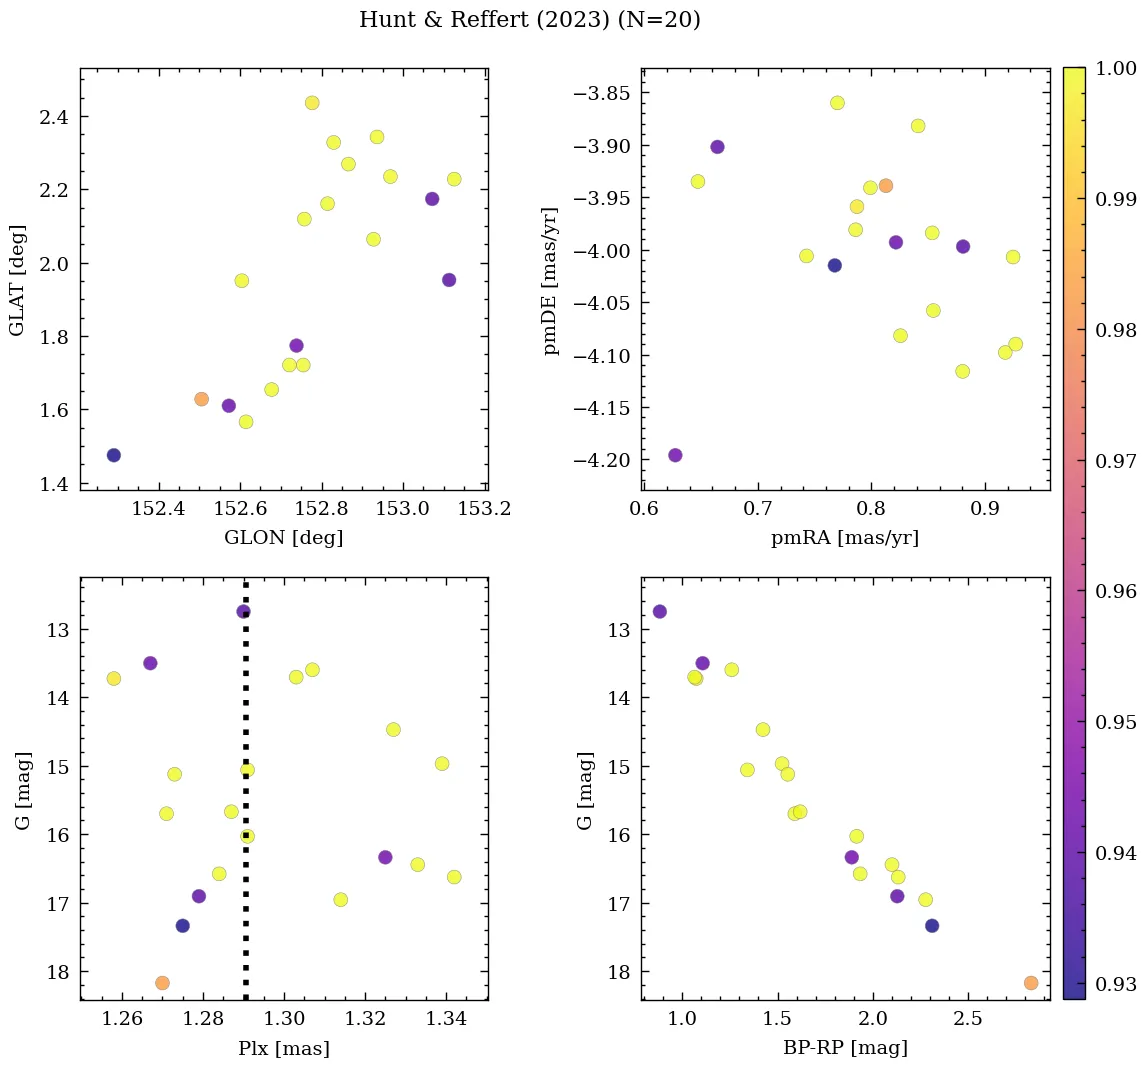 Hunt & Reffert (2023) (N=20)
GLAT [deg]
2.4
2.2
2.0
1.8
1.6
1.4
152.4 152.6 152.8 153.0 153.2
GLON [deg]
pmDE [mas/yr]
−3.85
−3.90
−3.95
−4.00
−4.05
−4.10
−4.15
−4.20
0.6 0.7 0.8 0.9
pmRA [mas/yr]
G [mag]
13
14
15
16
17
18
1.26 1.28 1.30 1.32 1.34
Plx [mas]
G [mag]
13
14
15
16
17
18
1.0 1.5 2.0 2.5
BP-RP [mag]
1.00
0.99
0.98
0.97
0.96
0.95
0.94
0.93